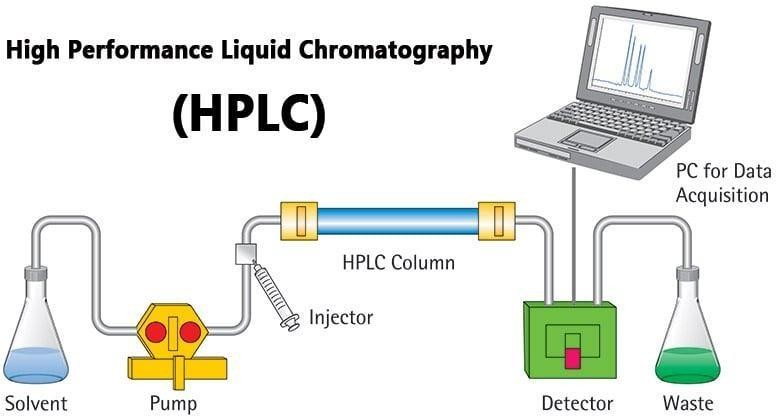 High Performance Liquid Chromatography
(HPLC)
PC for Data
Acquisition
HPLC Column
Injector
Solvent
Pump
Detector
Waste